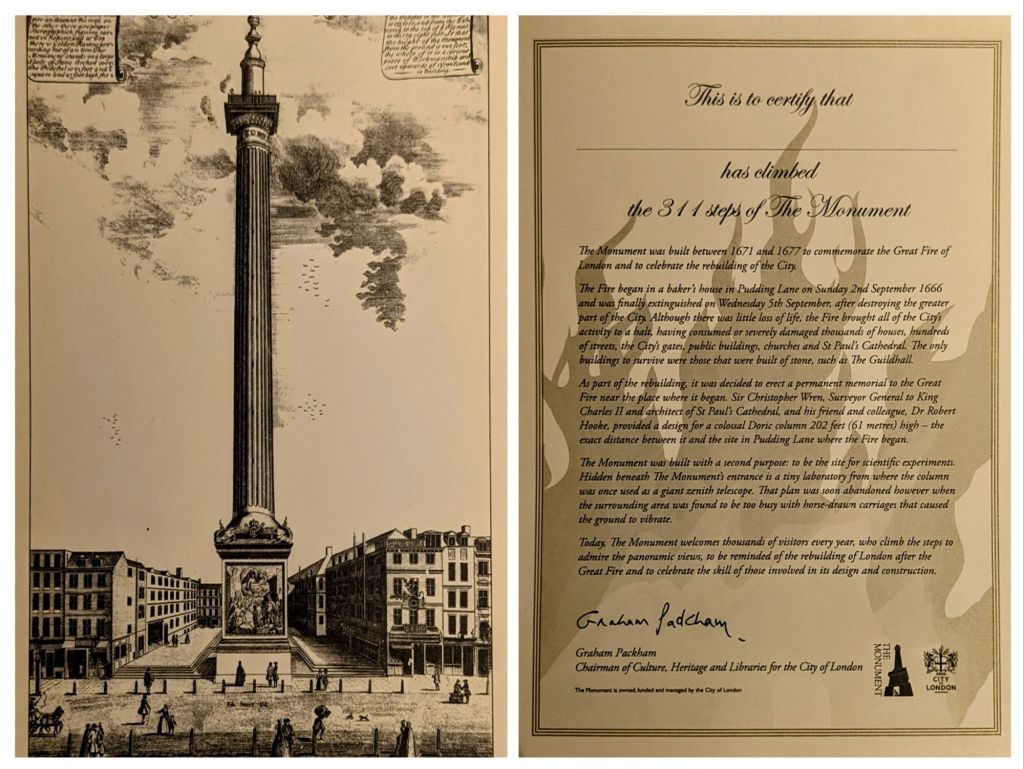 This is to certify that
has climbed
the 311 steps of The Monument
The Monument was built between 1671 and 1677 to commemorate the Great Fire of
London and to celebrate the rebuilding of the City.
The Fire began in a baker's house in Pudding Lane on Sunday 2nd September 1666
and was finally extinguished on Wednesday 5th September, after destroying the greater
part of the City. Although there was little loss of life, the Fire brought all of the City's
activity to a halt, having consumed or severely damaged thousands of houses, hundreds
of streets, the City's gates, public buildings, churches and St Paul's Cathedral. The only
buildings to survive were those that were built of stone, such as The Guildhall.
As part of the rebuilding, it was decided to erect a permanent memorial to the Great
Fire near the place where it began. Sir Christopher Wren, Surveyor General to King
Charles II and architect of St Paul's Cathedral, and his friend and colleague, Dr Robert
Hooke, provided a design for a colossal Doric column 202 feet (61 metres) high – the
exact distance between it and the site in Pudding Lane where the Fire began.
The Monument was built with a second purpose: to be the site for scientific experiments.
Hidden beneath The Monument's entrance is a tiny laboratory from where the column
was once used as a giant zenith telescope. That plan was soon abandoned however when
the surrounding area was found to be too busy with horse-drawn carriages that caused
the ground to vibrate.
Today, The Monument welcomes thousands of visitors every year, who climb the steps to
admire the panoramic views, to be reminded of the rebuilding of London after the
Great Fire and to celebrate the skill of those involved in its design and construction.
Graham Packham
Graham Packham
Chairman of Culture, Heritage and Libraries for the City of London
The Monument is owned, funded and managed by the City of London
THE
MONUMENT
CITY
OF
LONDON